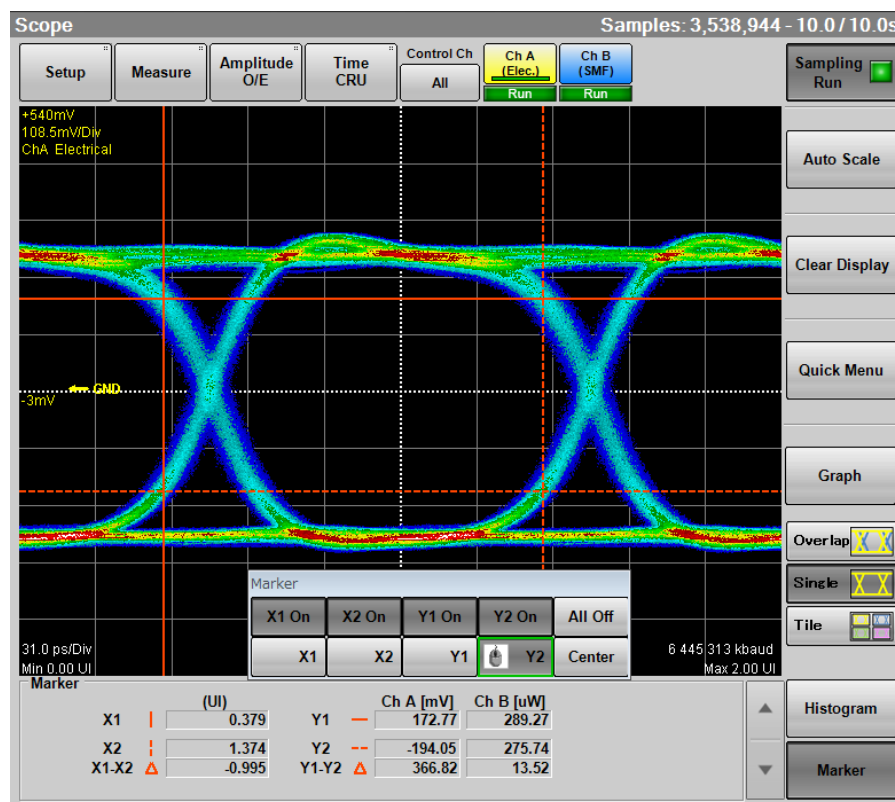 Scope
Samples: 3,538,944 - 10.0 / 10.0s
Setup
Measure
Amplitude
O/E
Time
CRU
Control Ch
All
Ch A
(Elec.)
Run
Ch B
(SMF)
Run
Sampling
Run
+540mV
108.5mV/Div
ChA Electrical
Auto Scale
Clear Display
Quick Menu
GND
-3mV
Graph
Overlap
Single
Tile
Marker
X1 On
X2 On
Y1 On
Y2 On
All Off
X1
X2
Y1
Y2
Center
31.0 ps/Div
Min 0.00 UI
6 445 313 kbaud
Max 2.00 UI
Marker
(UI)
Ch A [mV]
Ch B [uW]
X1 0.379 Y1 172.77 289.27
X2 1.374 Y2 -194.05 275.74
X1-X2 Δ -0.995 Y1-Y2 Δ 366.82 13.52
Histogram
Marker